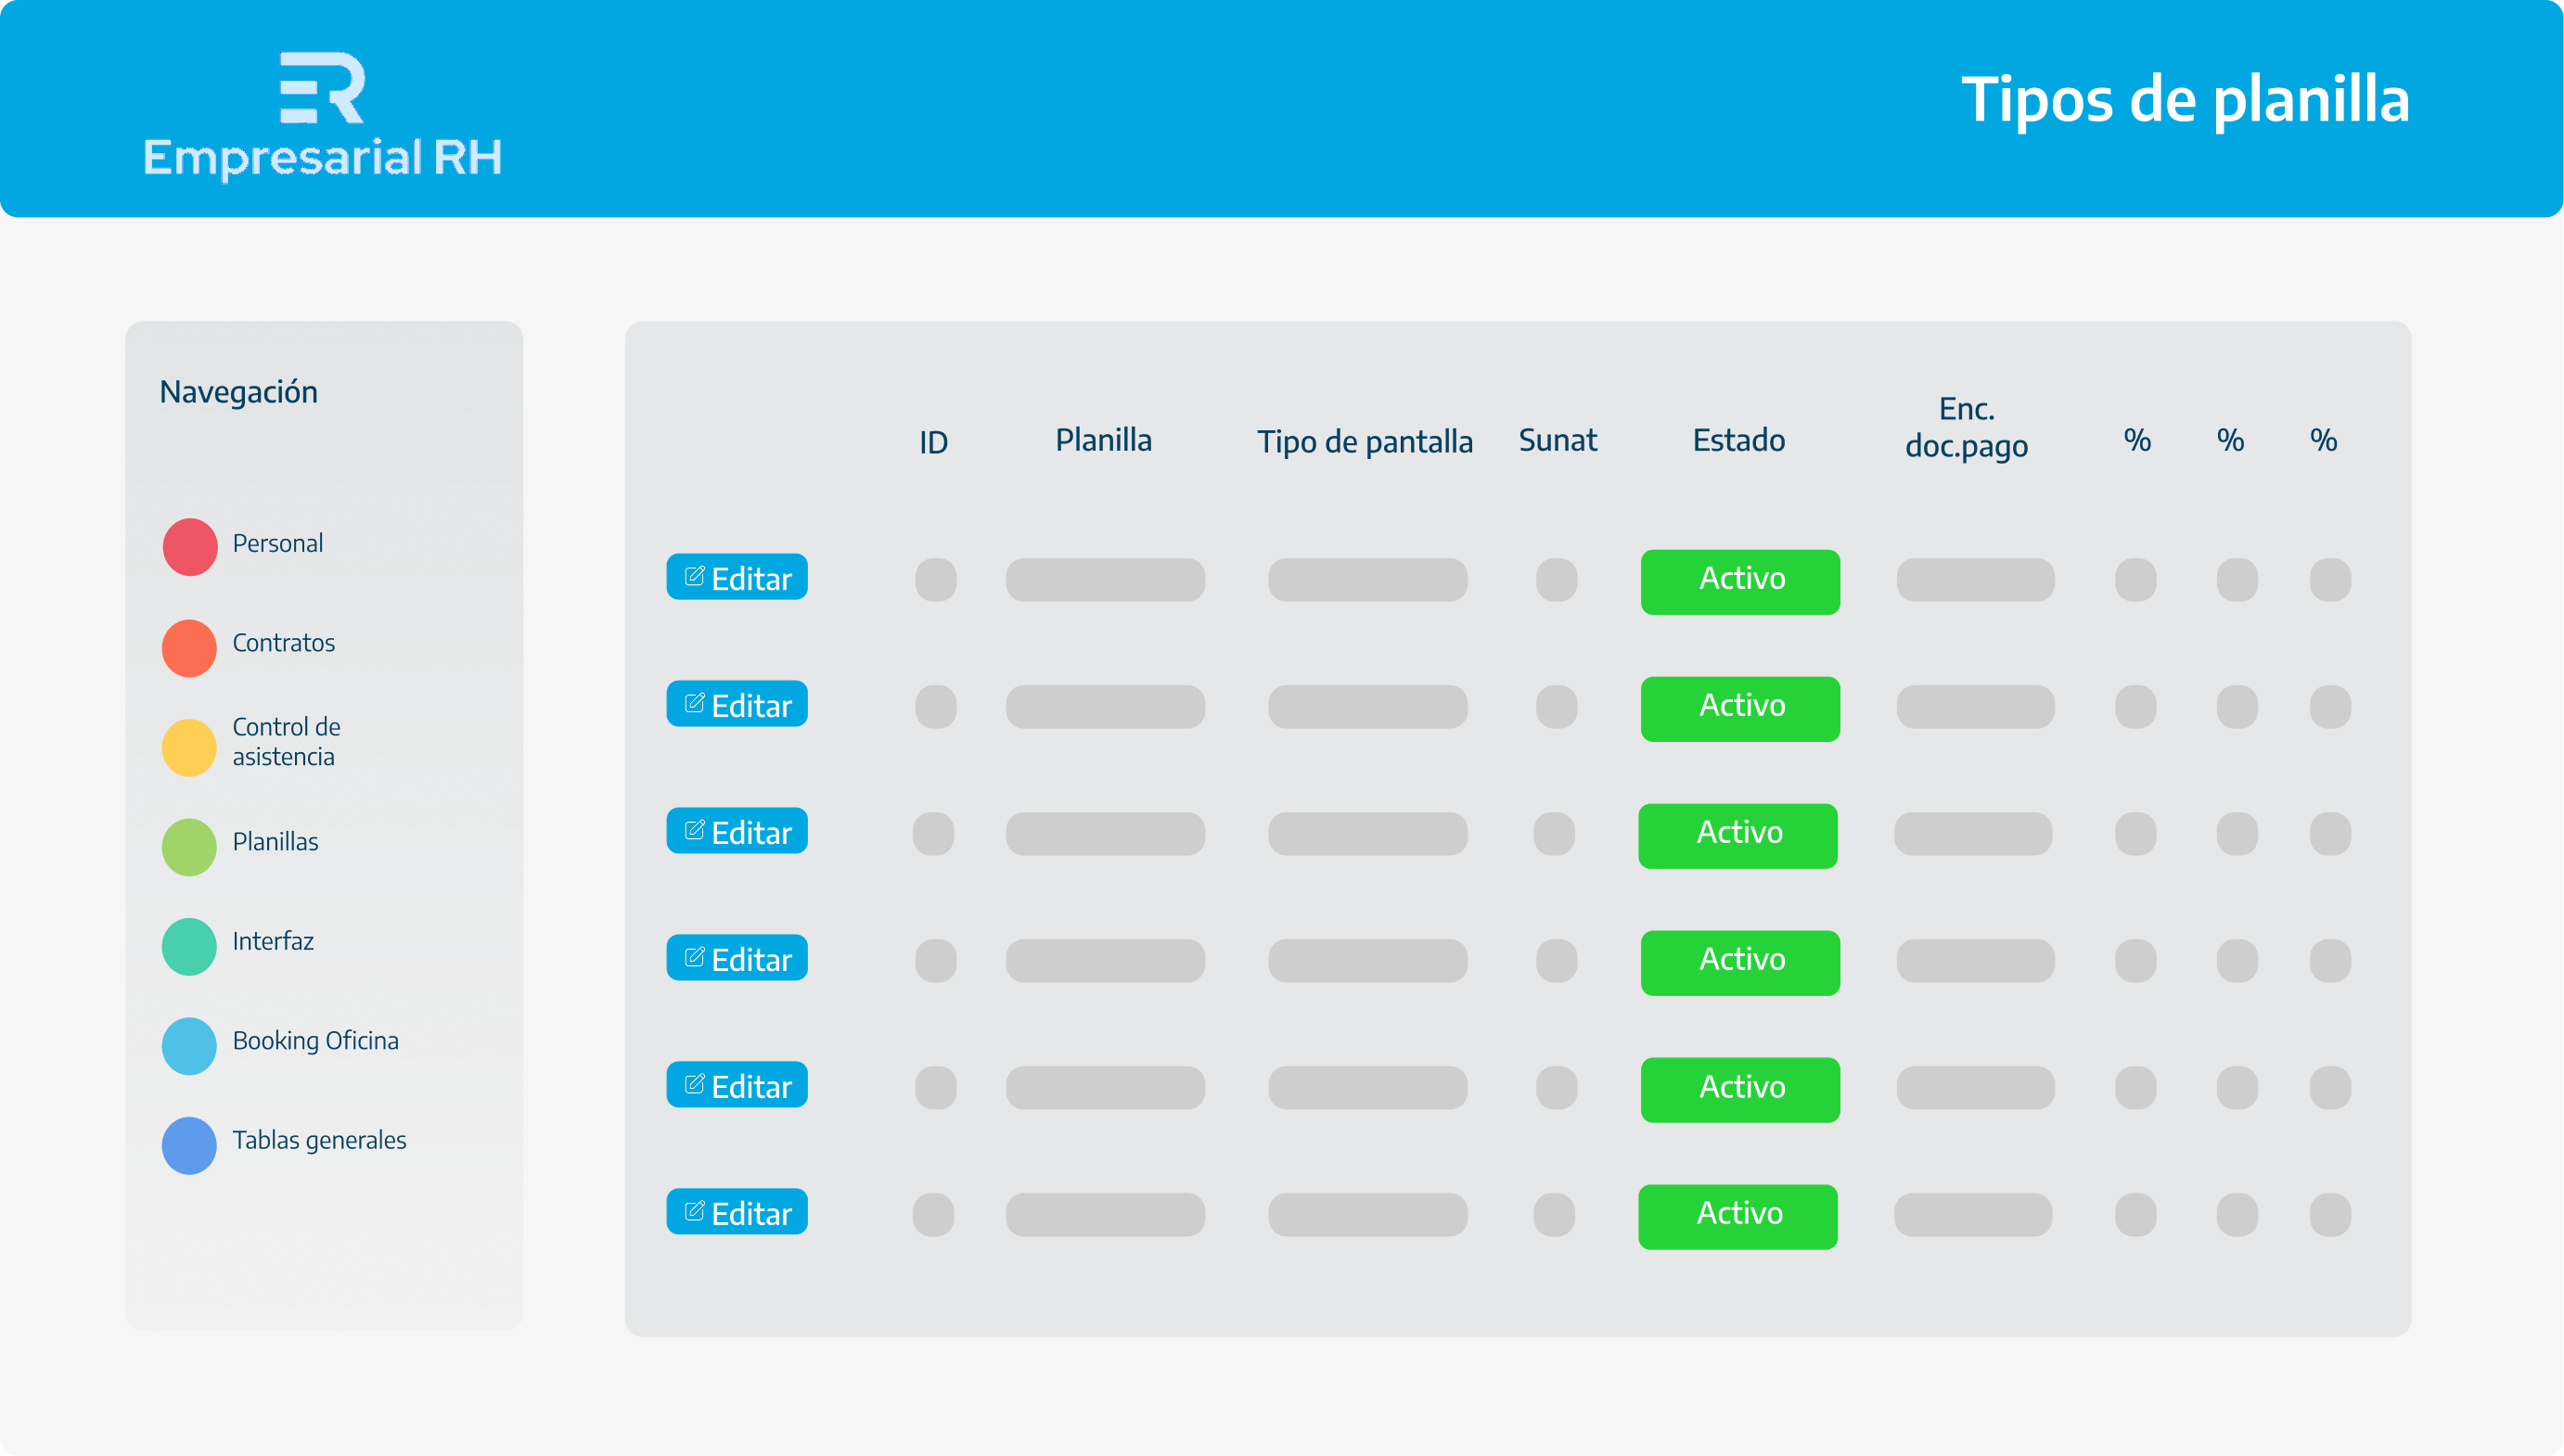 ER
Empresarial RH
Tipos de planilla
Navegación
Personal
Contratos
Control de
asistencia
Planillas
Interfaz
Booking Oficina
Tablas generales
ID Planilla Tipo de pantalla Sunat Estado Enc. doc.pago % % %
Editar Activo
Editar Activo
Editar Activo
Editar Activo
Editar Activo
Editar Activo